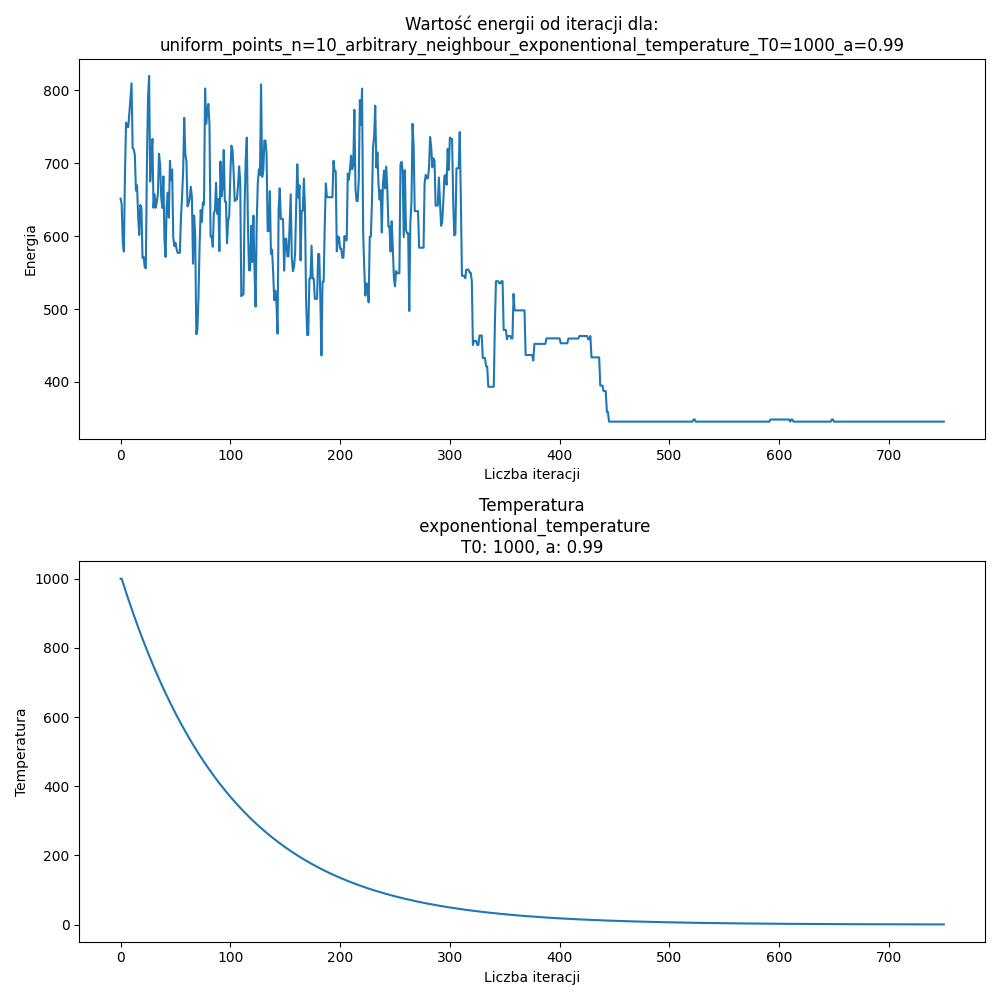 Wartość energii od iteracji dla:
uniform_points_n=10_arbitrary_neighbour_exponentional_temperature_T0=1000_a=0.99
800
700
600
500
400
Energia
0 100 200 300 400 500 600 700
Liczba iteracji
Temperatura
exponentional_temperature
T0: 1000, a: 0.99
1000
800
600
400
200
0
Temperatura
0 100 200 300 400 500 600 700
Liczba iteracji